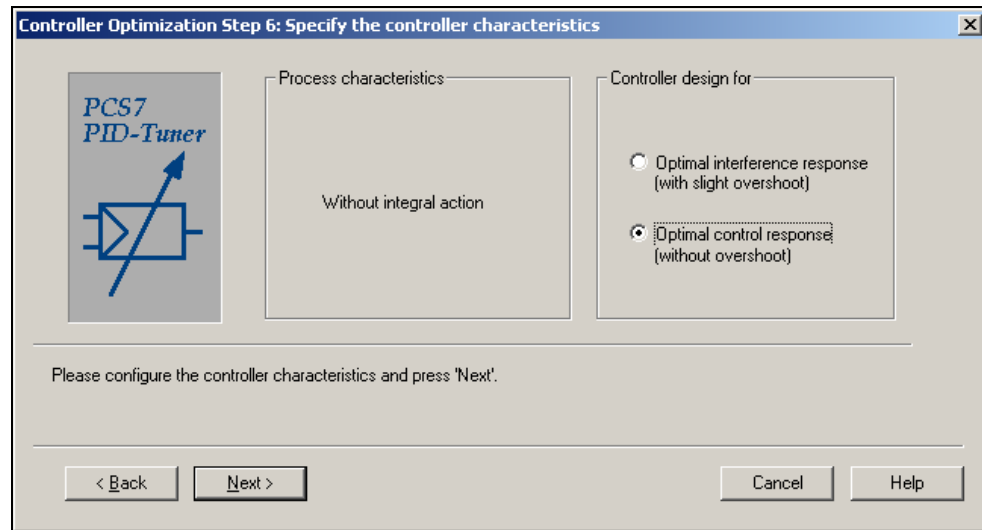 Controller Optimization Step 6: Specify the controller characteristics
PCS7
PID-Tuner
Process characteristics
Without integral action
Controller design for
Optimal interference response
(with slight overshoot)
Optimal control response
(without overshoot)
Please configure the controller characteristics and press 'Next'.
< Back
Next >
Cancel
Help